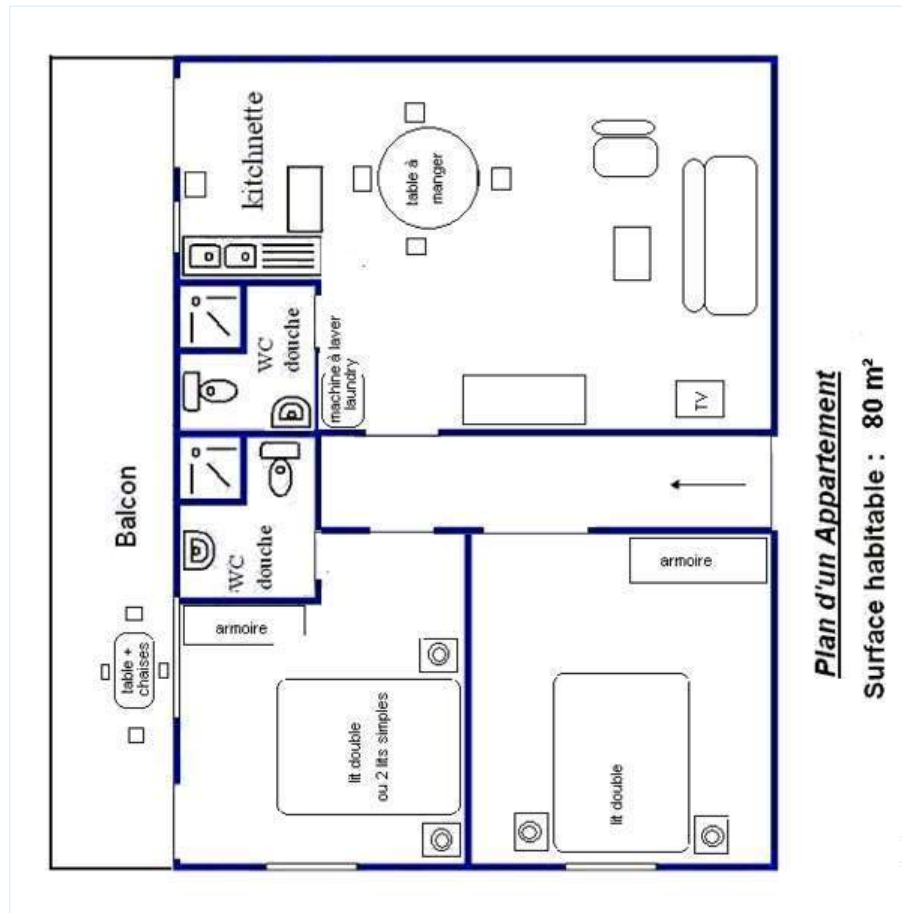 kitchnette
table à
manger
WC
douche
machine à laver
laundry
TV
Balcon
WC
douche
armoire
armoire
table +
chaises
lit double
ou 2 lits simples
lit double
Plan d'un Appartement
Surface habitable : 80 m²